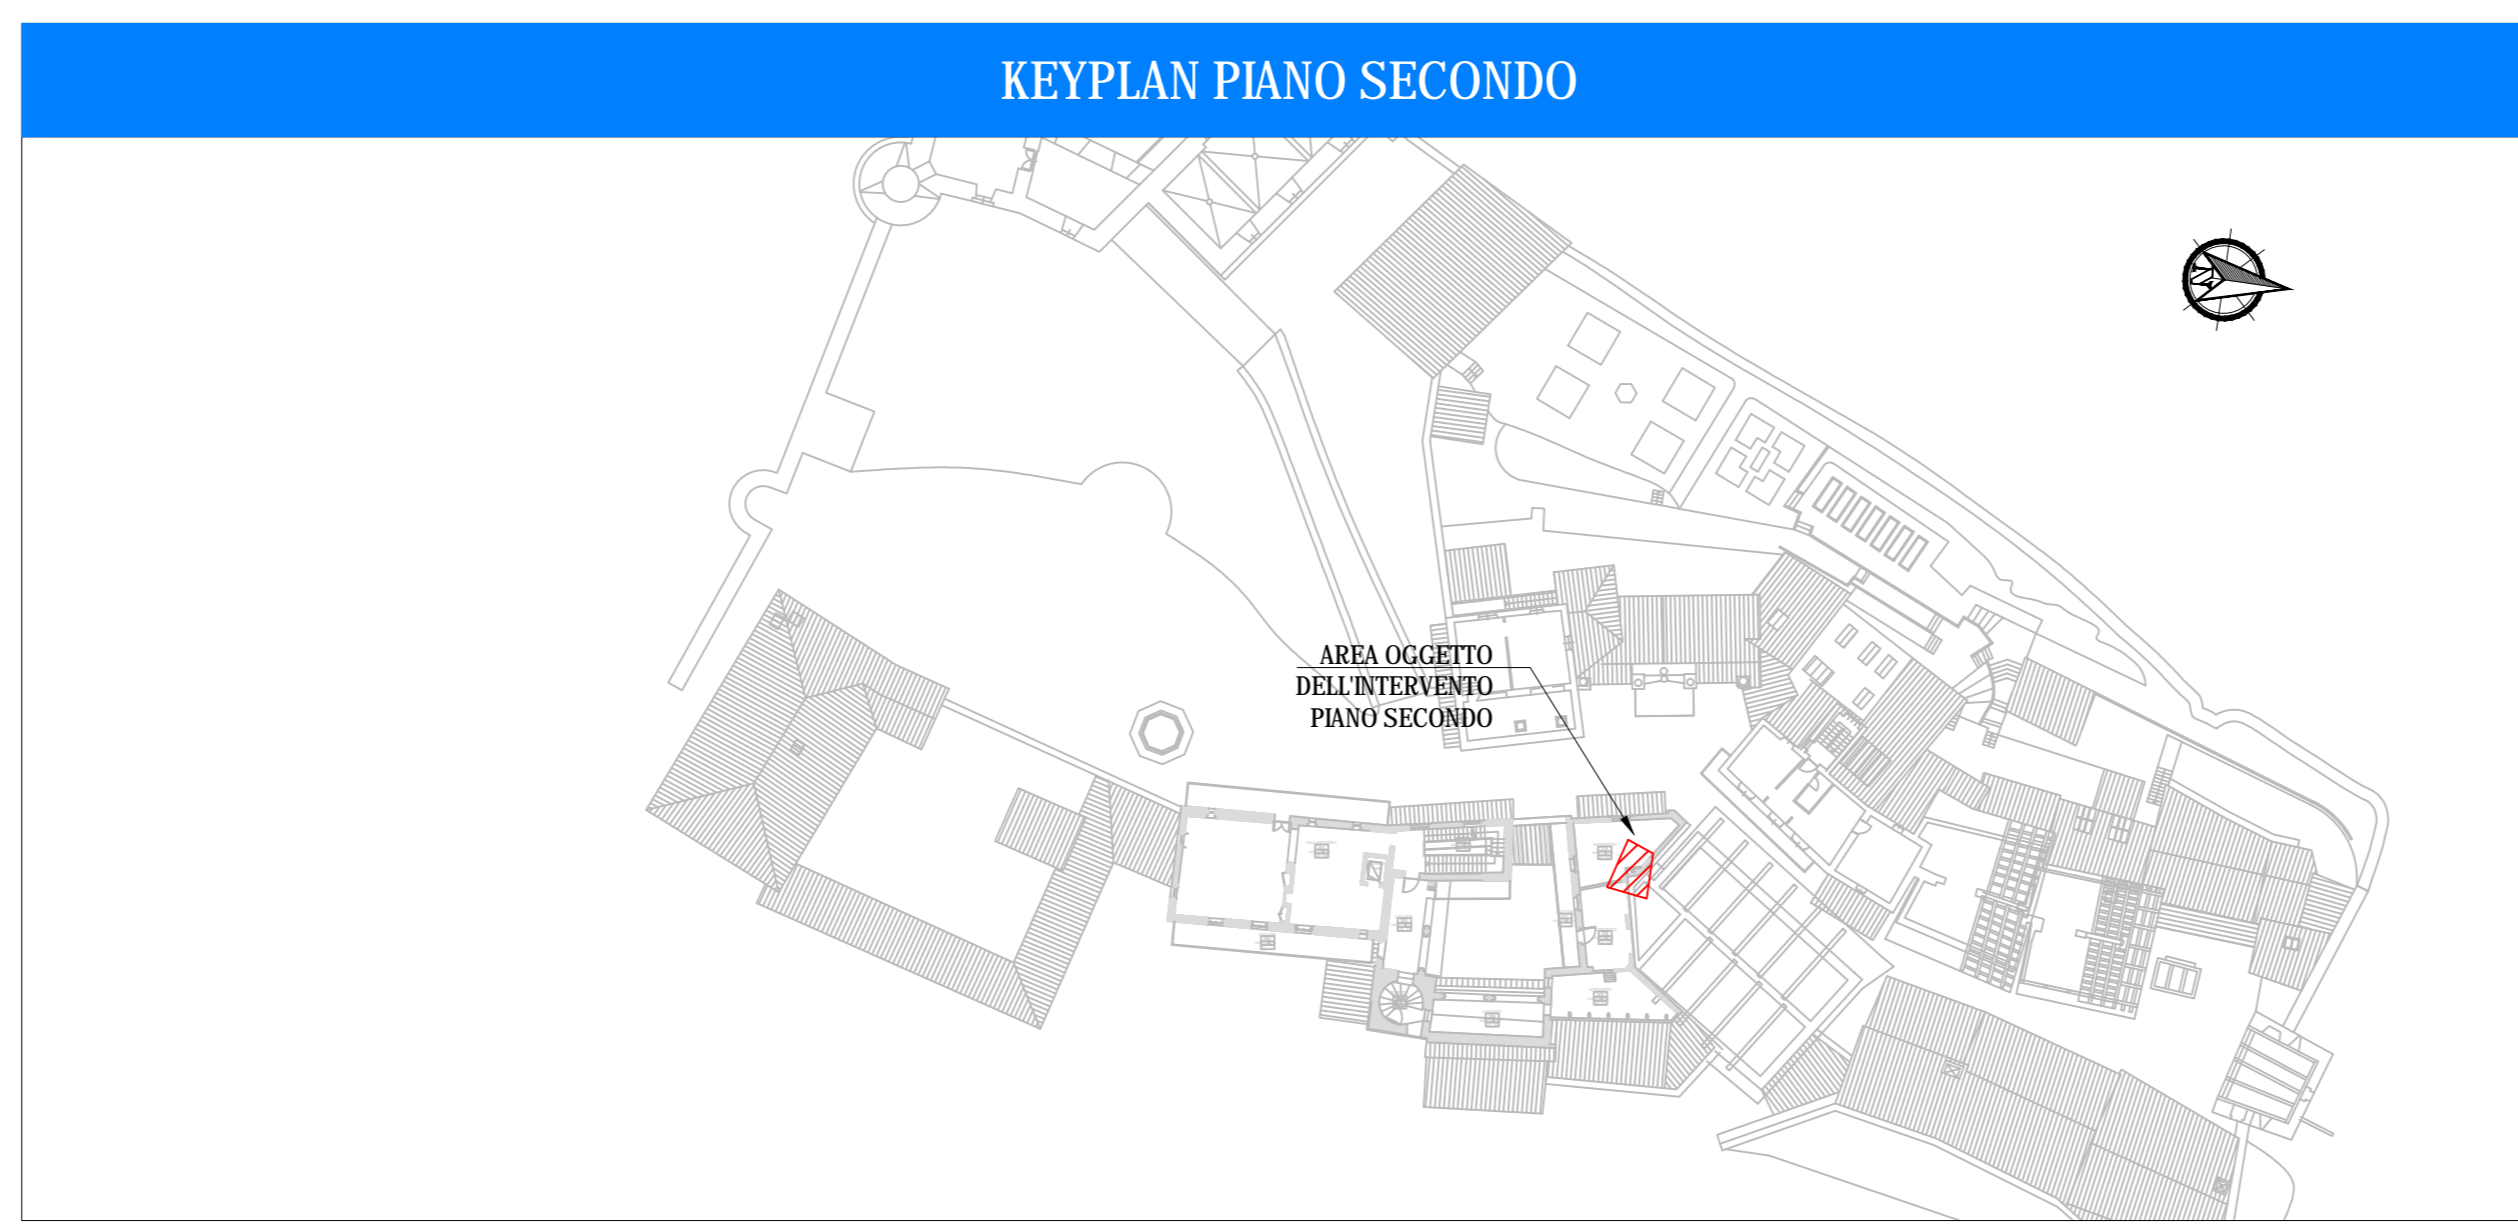 KEYPLAN PIANO SECONDO
AREA OGGETTO
DELL'INTERVENTO
PIANO SECONDO